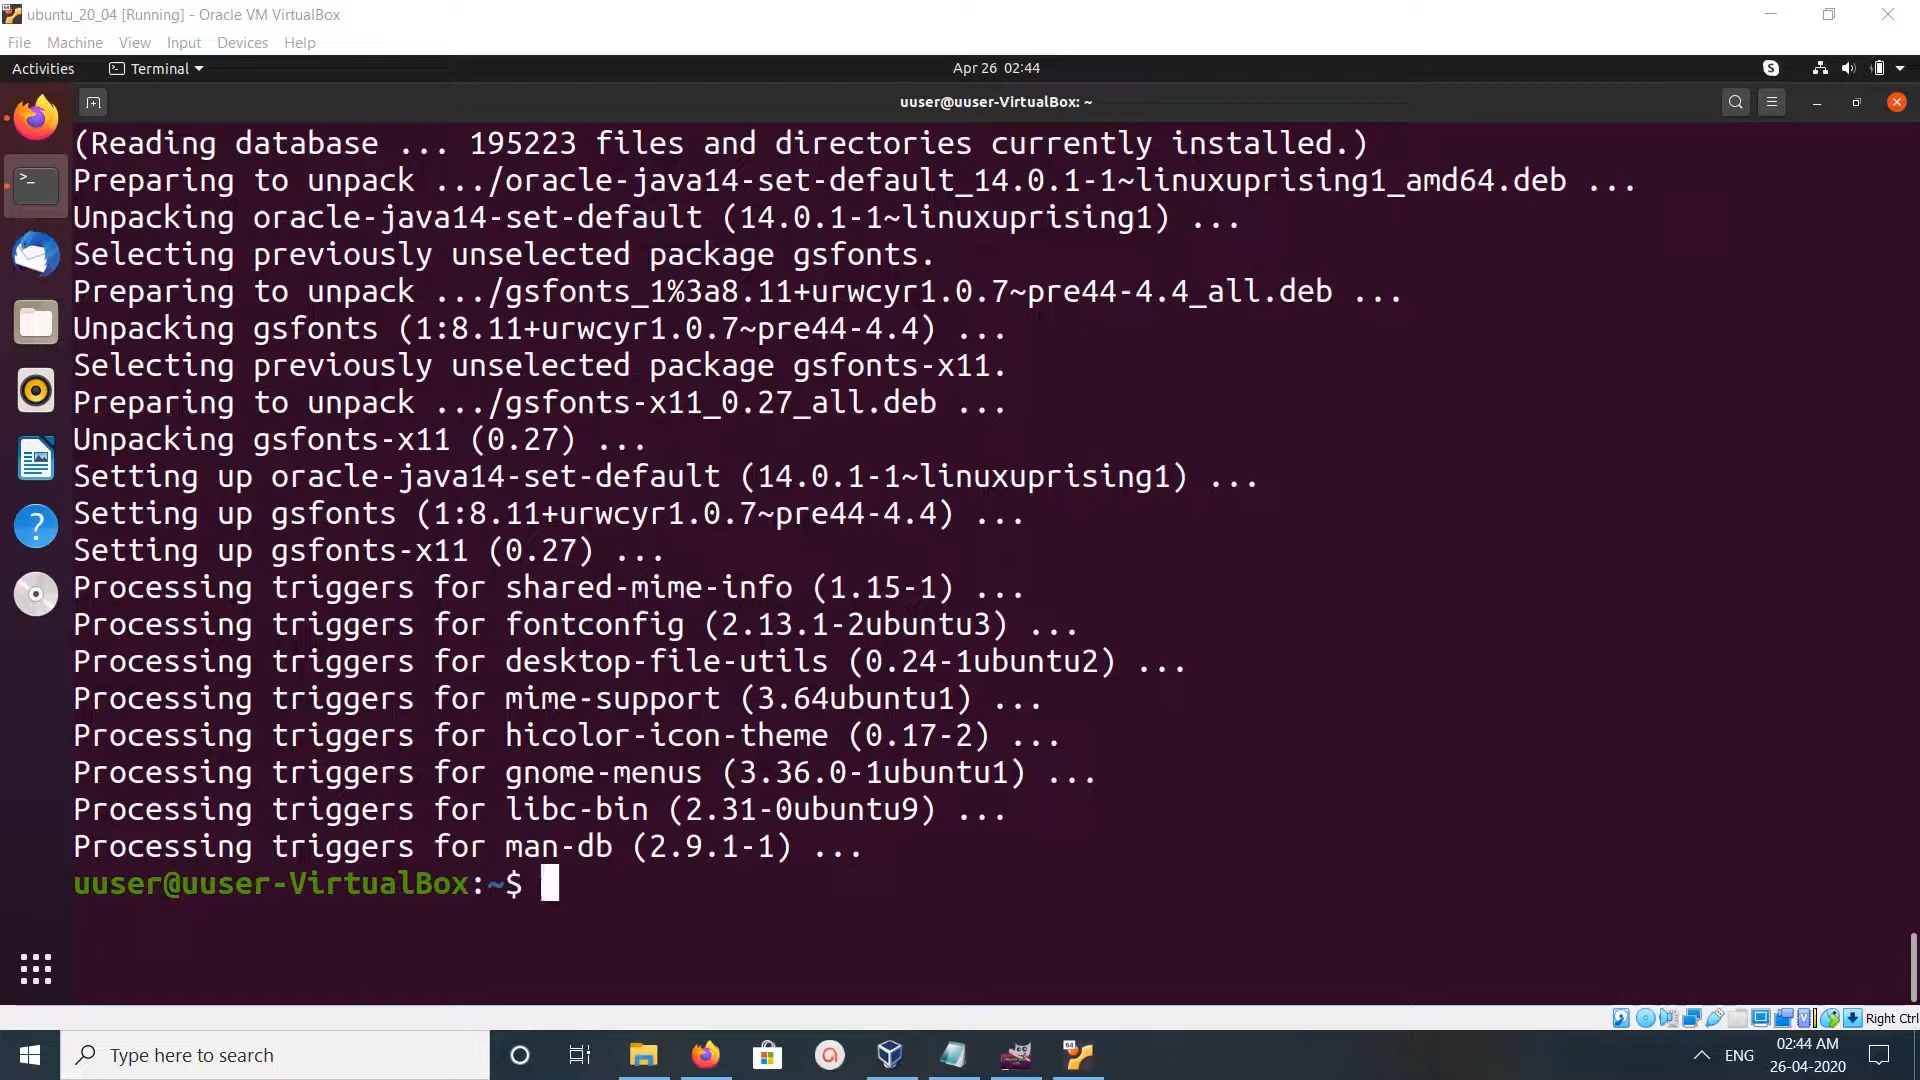 ubuntu_20_04 [Running] - Oracle VM VirtualBox
File Machine View Input Devices Help
Activities Terminal Apr 26 02:44
uuser@uuser-VirtualBox: ~
(Reading database ... 195223 files and directories currently installed.)
Preparing to unpack .../oracle-java14-set-default_14.0.1-1~linuxuprising1_amd64.deb ...
Unpacking oracle-java14-set-default (14.0.1-1~linuxuprising1) ...
Selecting previously unselected package gsfonts.
Preparing to unpack .../gsfonts_1%3a8.11+urwcyr1.0.7~pre44-4.4_all.deb ...
Unpacking gsfonts (1:8.11+urwcyr1.0.7~pre44-4.4) ...
Selecting previously unselected package gsfonts-x11.
Preparing to unpack .../gsfonts-x11_0.27_all.deb ...
Unpacking gsfonts-x11 (0.27) ...
Setting up oracle-java14-set-default (14.0.1-1~linuxuprising1) ...
Setting up gsfonts (1:8.11+urwcyr1.0.7~pre44-4.4) ...
Setting up gsfonts-x11 (0.27) ...
Processing triggers for shared-mime-info (1.15-1) ...
Processing triggers for fontconfig (2.13.1-2ubuntu3) ...
Processing triggers for desktop-file-utils (0.24-1ubuntu2) ...
Processing triggers for mime-support (3.64ubuntu1) ...
Processing triggers for hicolor-icon-theme (0.17-2) ...
Processing triggers for gnome-menus (3.36.0-1ubuntu1) ...
Processing triggers for libc-bin (2.31-0ubuntu9) ...
Processing triggers for man-db (2.9.1-1) ...
uuser@uuser-VirtualBox:~$
Right Ctrl
Type here to search
ENG
02:44 AM
26-04-2020